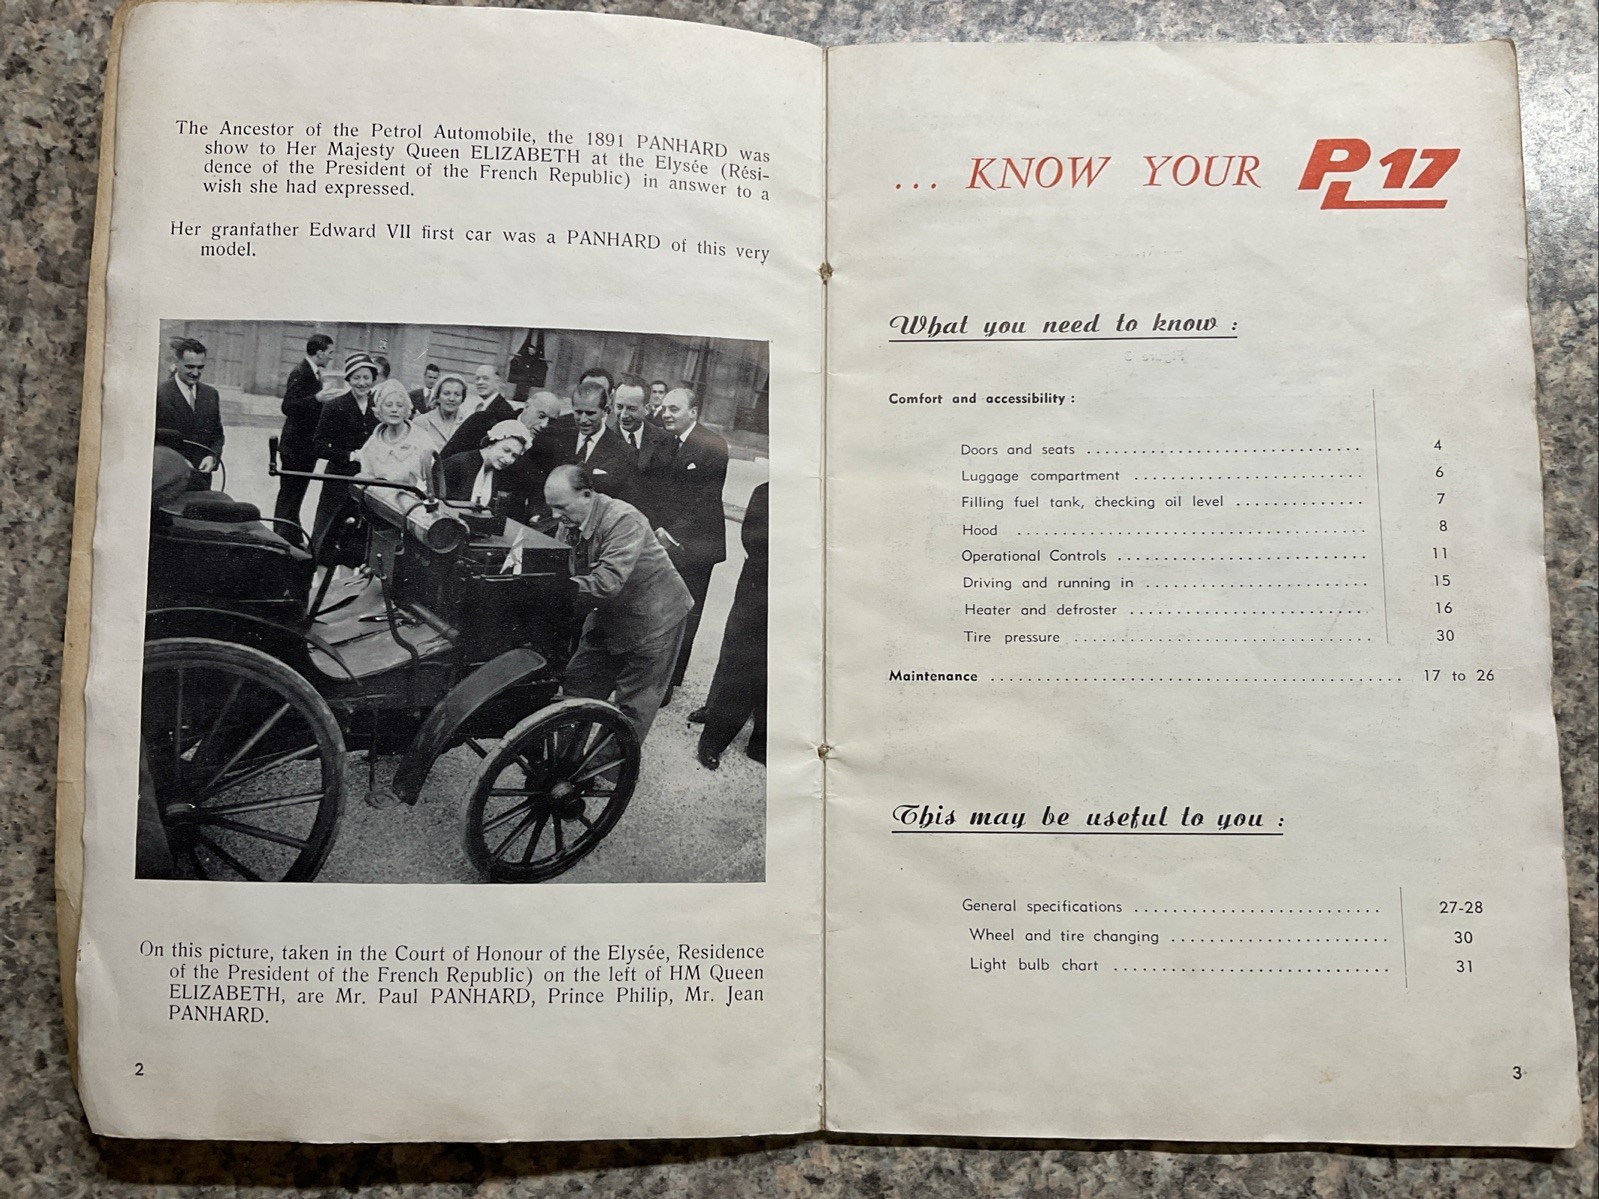 The Ancestor of the Petrol Automobile, the 1891 PANHARD was
show to Her Majesty Queen ELIZABETH at the Elysée (Rési-
dence of the President of the French Republic) in answer to a
wish she had expressed.
Her granfather Edward VII first car was a PANHARD of this very
model.
On this picture, taken in the Court of Honour of the Elysée, Residence
of the President of the French Republic) on the left of HM Queen
ELIZABETH, are Mr. Paul PANHARD, Prince Philip, Mr. Jean
PANHARD.
2
... KNOW YOUR PL 17
What you need to know :
Comfort and accessibility :
Doors and seats .............................. 4
Luggage compartment ......................... 6
Filling fuel tank, checking oil level .............. 7
Hood ...................................... 8
Operational Controls ........................... 11
Driving and running in ......................... 15
Heater and defroster ........................... 16
Tire pressure ................................ 30
Maintenance ............................................ 17 to 26
This may be useful to you :
General specifications .......................... 27-28
Wheel and tire changing ........................ 30
Light bulb chart .............................. 31
3